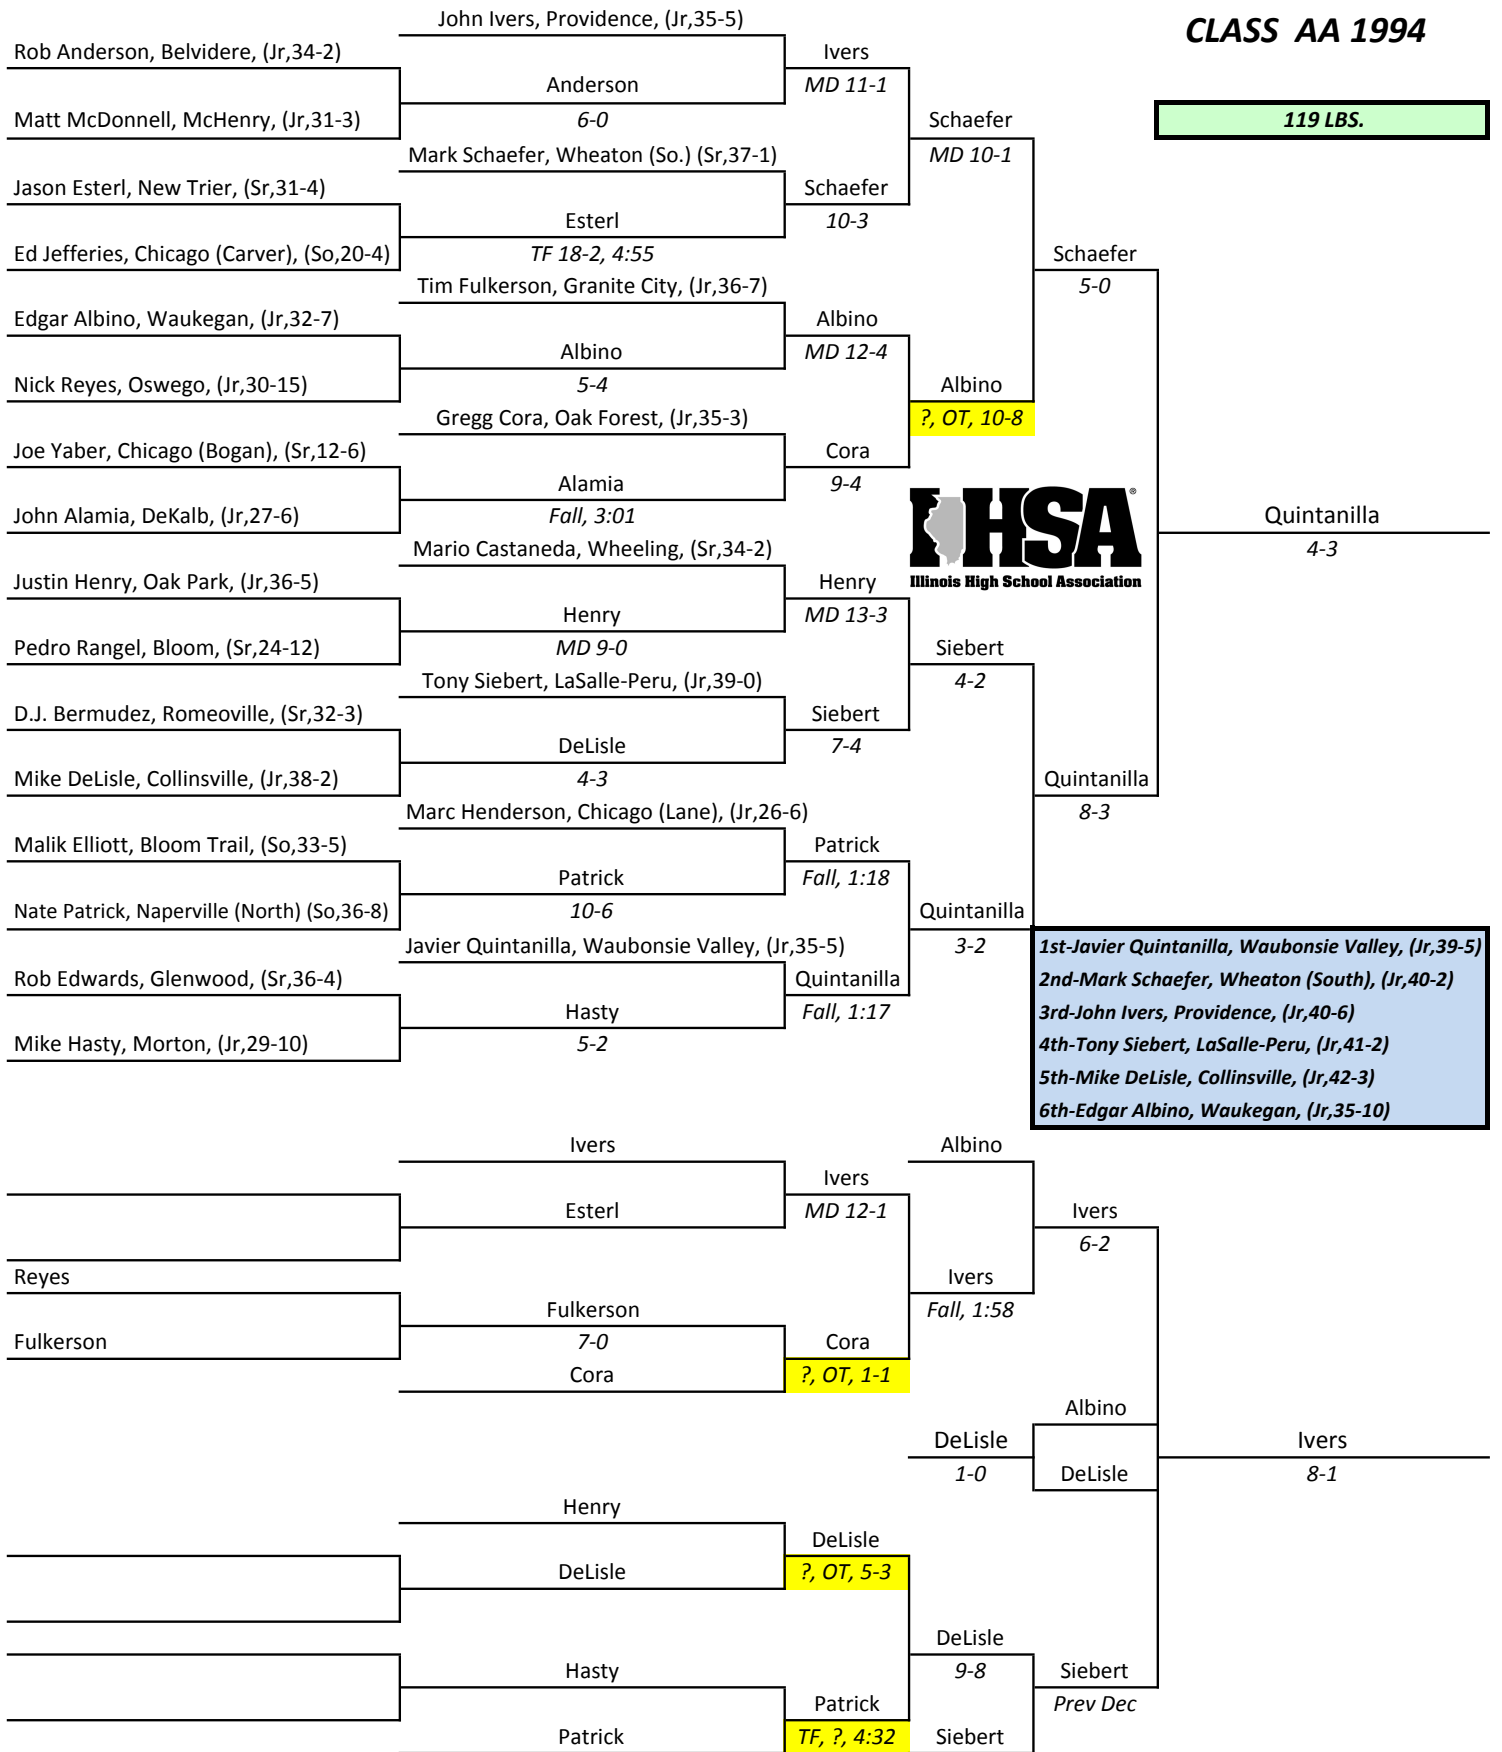 CLASS AA 1994
119 LBS.
John Ivers, Providence, (Jr,35-5)
Rob Anderson, Belvidere, (Jr,34-2)
Ivers
Anderson
MD 11-1
Matt McDonnell, McHenry, (Jr,31-3)
6-0
Schaefer
Mark Schaefer, Wheaton (So.) (Sr,37-1)
MD 10-1
Jason Esterl, New Trier, (Sr,31-4)
Schaefer
Esterl
10-3
Ed Jefferies, Chicago (Carver), (So,20-4)
TF 18-2, 4:55
Schaefer
Tim Fulkerson, Granite City, (Jr,36-7)
5-0
Edgar Albino, Waukegan, (Jr,32-7)
Albino
Albino
MD 12-4
Nick Reyes, Oswego, (Jr,30-15)
5-4
Albino
Gregg Cora, Oak Forest, (Jr,35-3)
?, OT, 10-8
Joe Yaber, Chicago (Bogan), (Sr,12-6)
Cora
Alamia
9-4
John Alamia, DeKalb, (Jr,27-6)
Fall, 3:01
IHSA®
Illinois High School Association
Quintanilla
4-3
Mario Castaneda, Wheeling, (Sr,34-2)
Justin Henry, Oak Park, (Jr,36-5)
Henry
Henry
MD 13-3
Pedro Rangel, Bloom, (Sr,24-12)
MD 9-0
Siebert
Tony Siebert, LaSalle-Peru, (Jr,39-0)
4-2
D.J. Bermudez, Romeoville, (Sr,32-3)
Siebert
DeLisle
7-4
Mike DeLisle, Collinsville, (Jr,38-2)
4-3
Quintanilla
Marc Henderson, Chicago (Lane), (Jr,26-6)
8-3
Malik Elliott, Bloom Trail, (So,33-5)
Patrick
Patrick
Fall, 1:18
Nate Patrick, Naperville (North) (So,36-8)
10-6
Quintanilla
Javier Quintanilla, Waubonsie Valley, (Jr,35-5)
3-2
Rob Edwards, Glenwood, (Sr,36-4)
Quintanilla
Hasty
Fall, 1:17
Mike Hasty, Morton, (Jr,29-10)
5-2
1st-Javier Quintanilla, Waubonsie Valley, (Jr,39-5)
2nd-Mark Schaefer, Wheaton (South), (Jr,40-2)
3rd-John Ivers, Providence, (Jr,40-6)
4th-Tony Siebert, LaSalle-Peru, (Jr,41-2)
5th-Mike DeLisle, Collinsville, (Jr,42-3)
6th-Edgar Albino, Waukegan, (Jr,35-10)
Ivers
Albino
Ivers
Esterl
MD 12-1
Ivers
6-2
Reyes
Ivers
Fulkerson
Fall, 1:58
Fulkerson
7-0
Cora
Cora
?, OT, 1-1
Albino
DeLisle
Ivers
1-0
DeLisle
8-1
Henry
DeLisle
DeLisle
?, OT, 5-3
DeLisle
Hasty
9-8
Siebert
Patrick
Prev Dec
Patrick
TF, ?, 4:32
Siebert